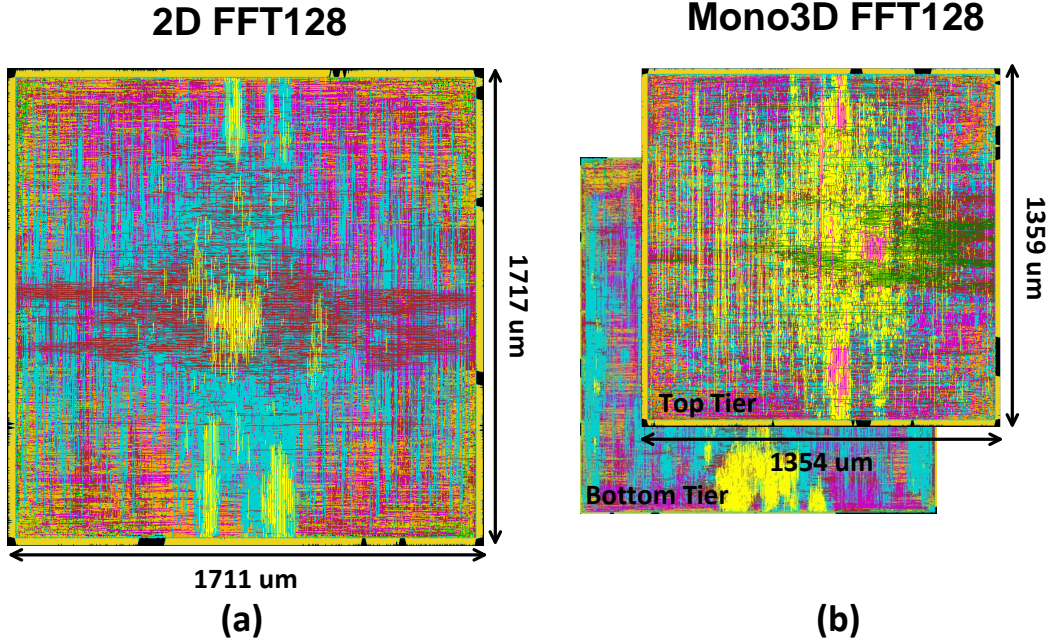 2D FFT128
Mono3D FFT128
1717 um
1359 um
Top Tier
1354 um
Bottom Tier
1711 um
(a)
(b)